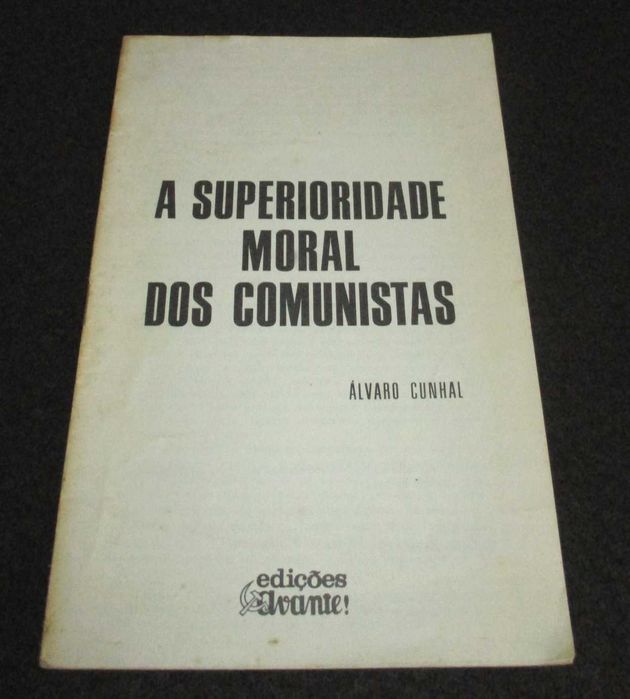 A SUPERIORIDADE
MORAL
DOS COMUNISTAS
ÁLVARO CUNHAL
edições
avante!